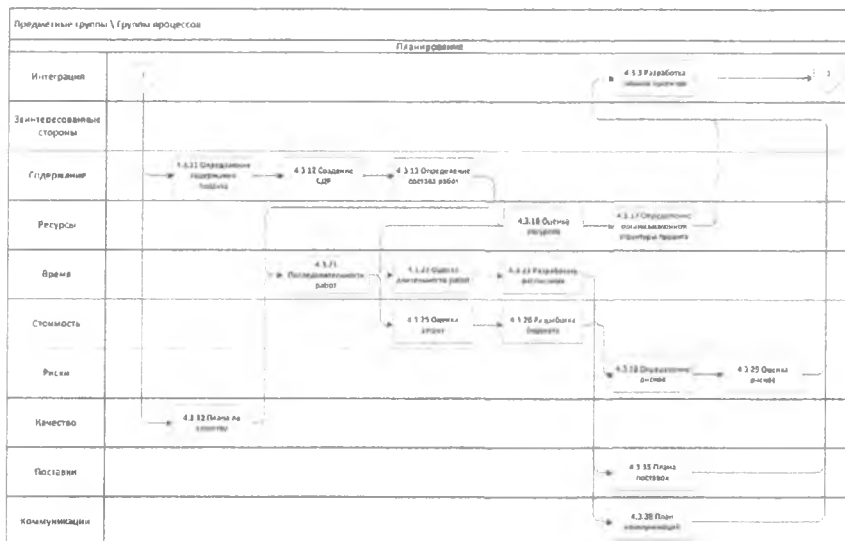 Предметные группы \ Группы процессов
Планирование
Интеграция
4.3.3 Разработка
Заинтересованные
стороны
Содержание
4.3.11 Определение
содержания
4.3.12 Создание
СДР
4.3.13 Определение
состава работ
Ресурсы
4.3.16 Оценка
ресурсов
4.3.17 Определение
организационной
структуры проекта
Время
4.3.21
Последовательность
работ
4.3.22 Оценка
длительности работ
4.3.23 Разработка
расписания
Стоимость
4.3.25 Оценка
затрат
4.3.26 Разработка
бюджета
Риски
4.3.28 Определение
рисков
4.3.29 Оценка
рисков
Качество
4.3.32 Плана по
качеству
Поставки
4.3.35 Плана
поставок
Коммуникации
4.3.38 План
коммуникаций